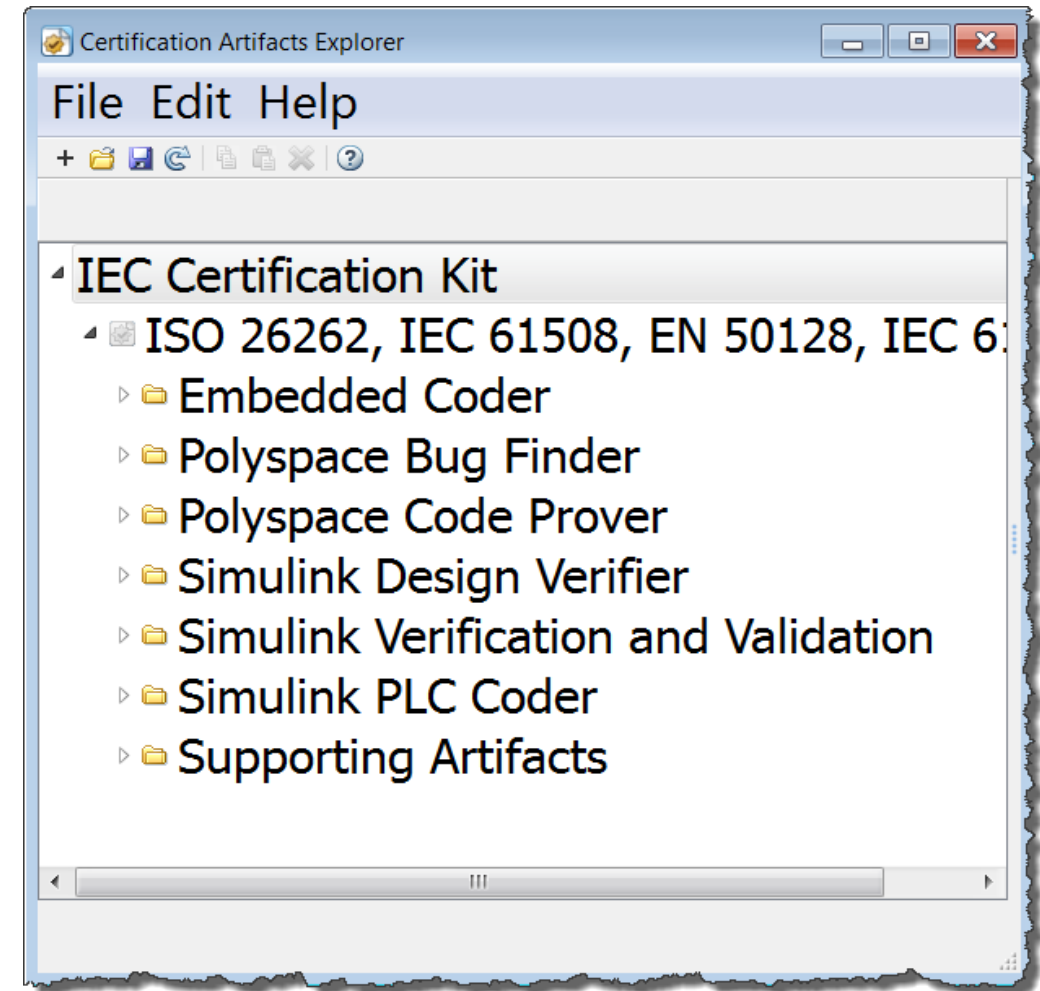 Certification Artifacts Explorer
File Edit Help
IEC Certification Kit
ISO 26262, IEC 61508, EN 50128, IEC
Embedded Coder
Polyspace Bug Finder
Polyspace Code Prover
Simulink Design Verifier
Simulink Verification and Validation
Simulink PLC Coder
Supporting Artifacts